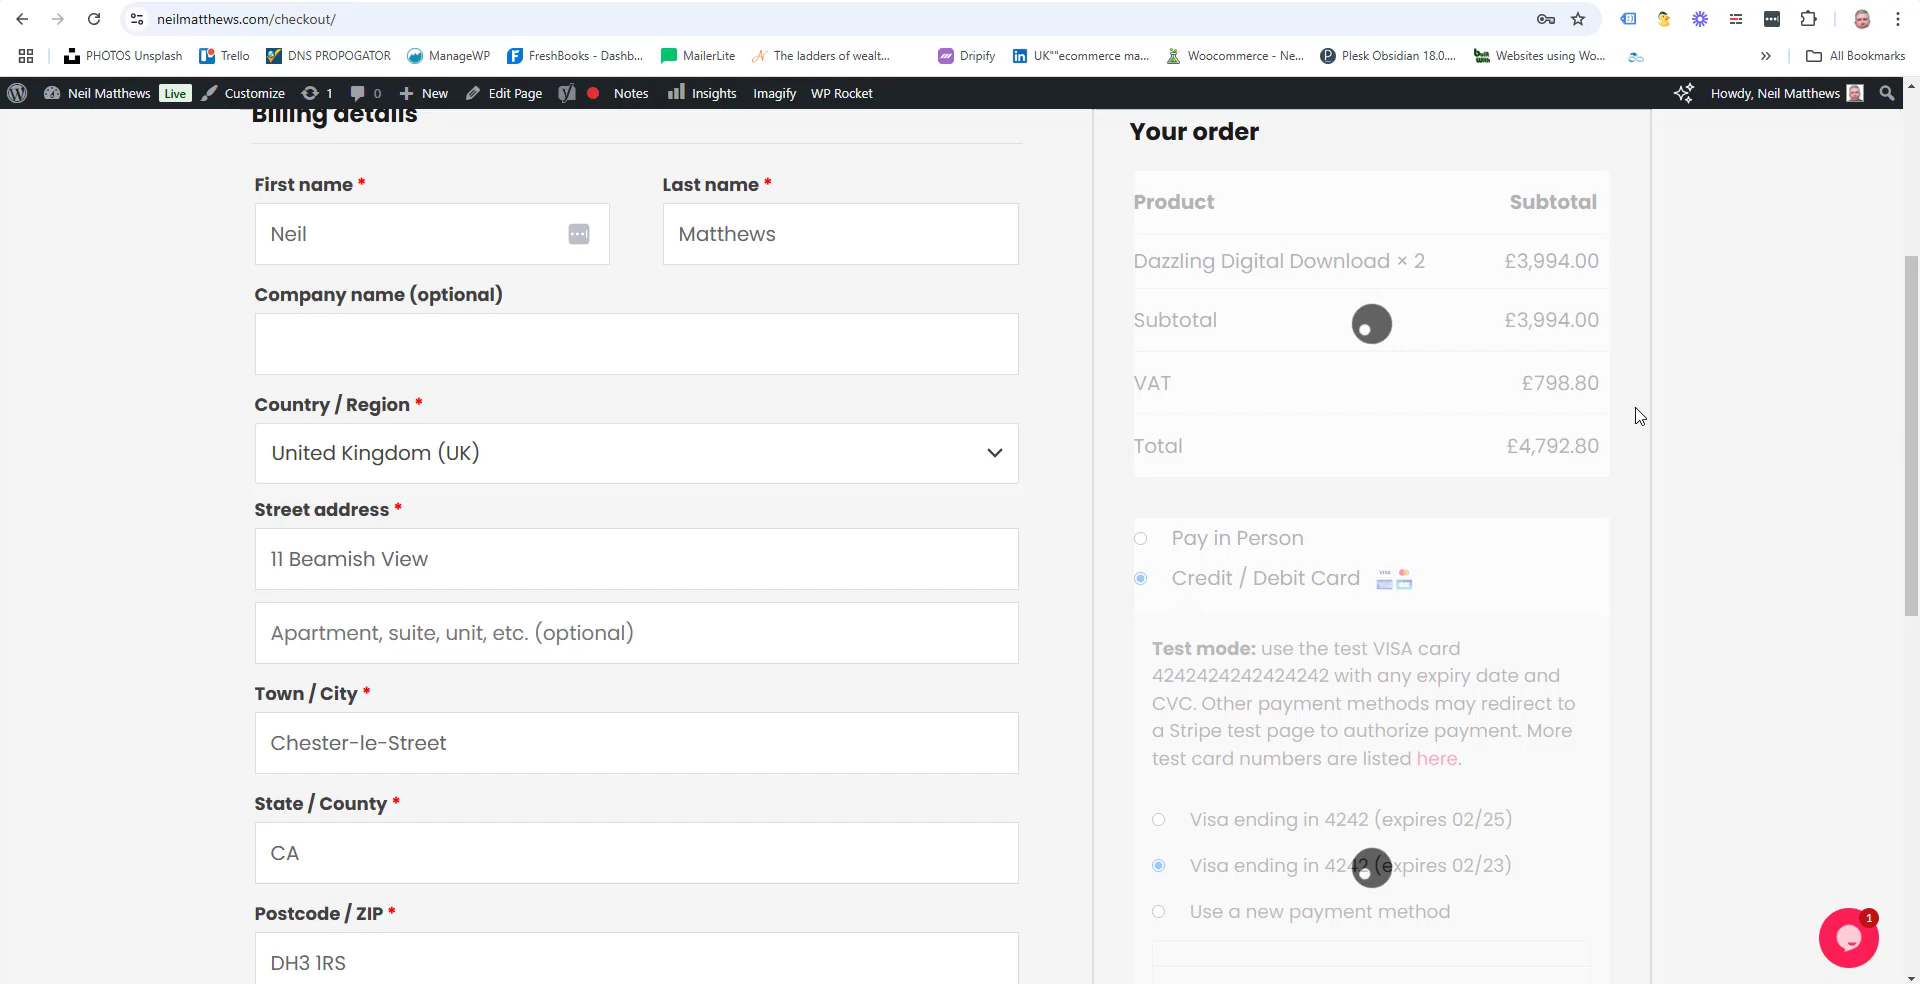 neilmatthews.com/checkout/
PHOTOS Unsplash
Trello
DNS PROPOGATOR
ManageWP
FreshBooks - Dashb...
MailerLite
The ladders of wealt...
Dripify
UK""ecommerce ma...
Woocommerce - Ne...
Plesk Obsidian 18.0....
Websites using Wo...
All Bookmarks
Neil Matthews
Live
Customize
1
0
New
Edit Page
Notes
Insights
Imagify
WP Rocket
Howdy, Neil Matthews
Billing details
First name *
Last name *
Neil
Matthews
Company name (optional)
Country / Region *
United Kingdom (UK)
Street address *
11 Beamish View
Apartment, suite, unit, etc. (optional)
Town / City *
Chester-le-Street
State / County *
CA
Postcode / ZIP *
DH3 1RS
Your order
Product Subtotal
Dazzling Digital Download × 2 £3,994.00
Subtotal £3,994.00
VAT £798.80
Total £4,792.80
Pay in Person
Credit / Debit Card VISA
Test mode: use the test VISA card
4242424242424242 with any expiry date and
CVC. Other payment methods may redirect to
a Stripe test page to authorize payment. More
test card numbers are listed here.
Visa ending in 4242 (expires 02/25)
Visa ending in 4242 (expires 02/23)
Use a new payment method
1